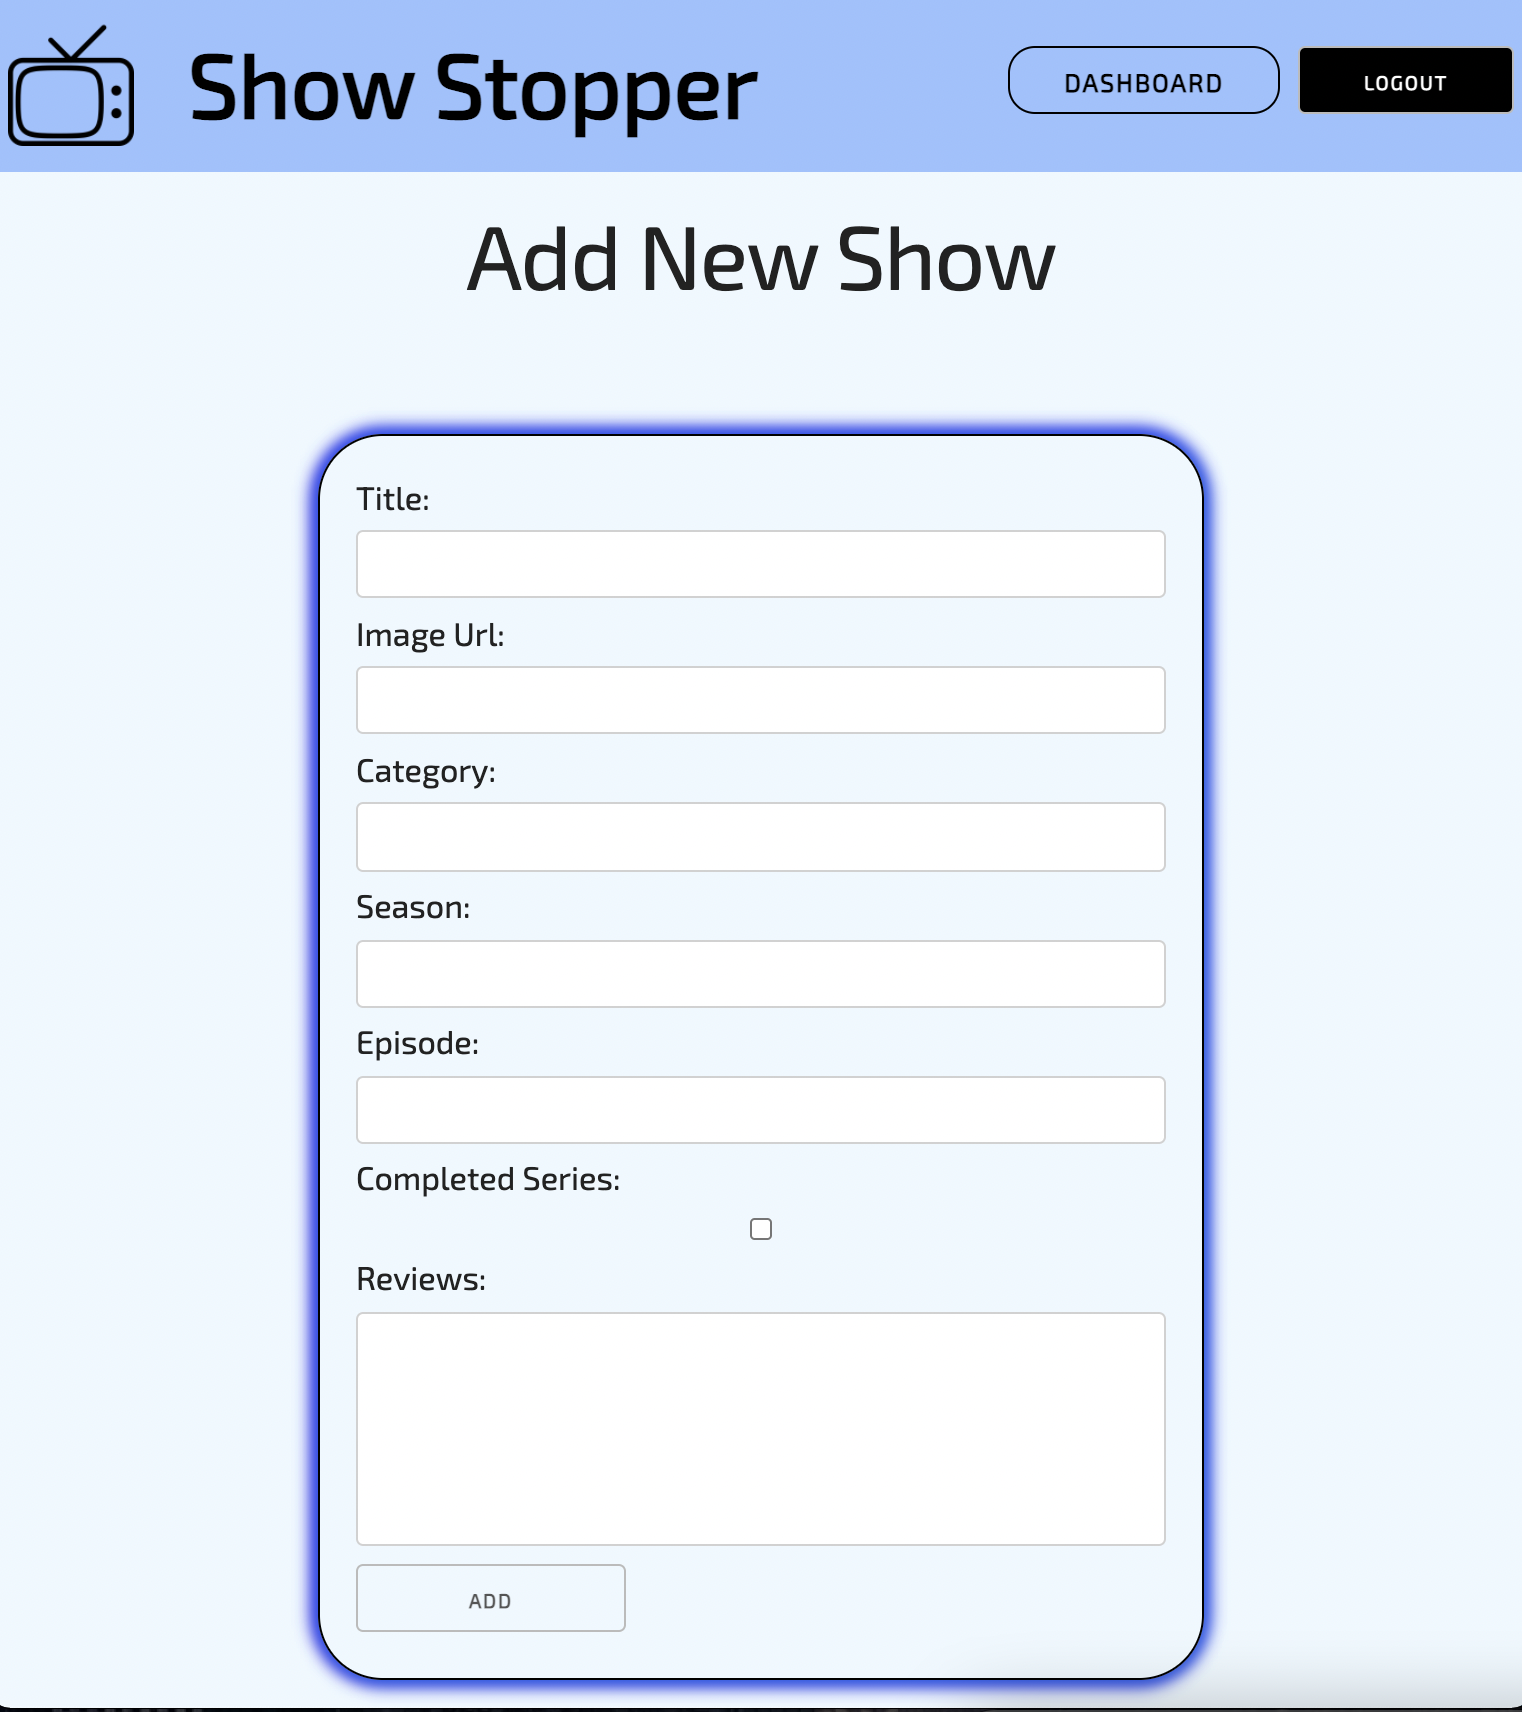 Show Stopper
DASHBOARD
LOGOUT
Add New Show
Title:
Image Url:
Category:
Season:
Episode:
Completed Series:
Reviews:
ADD